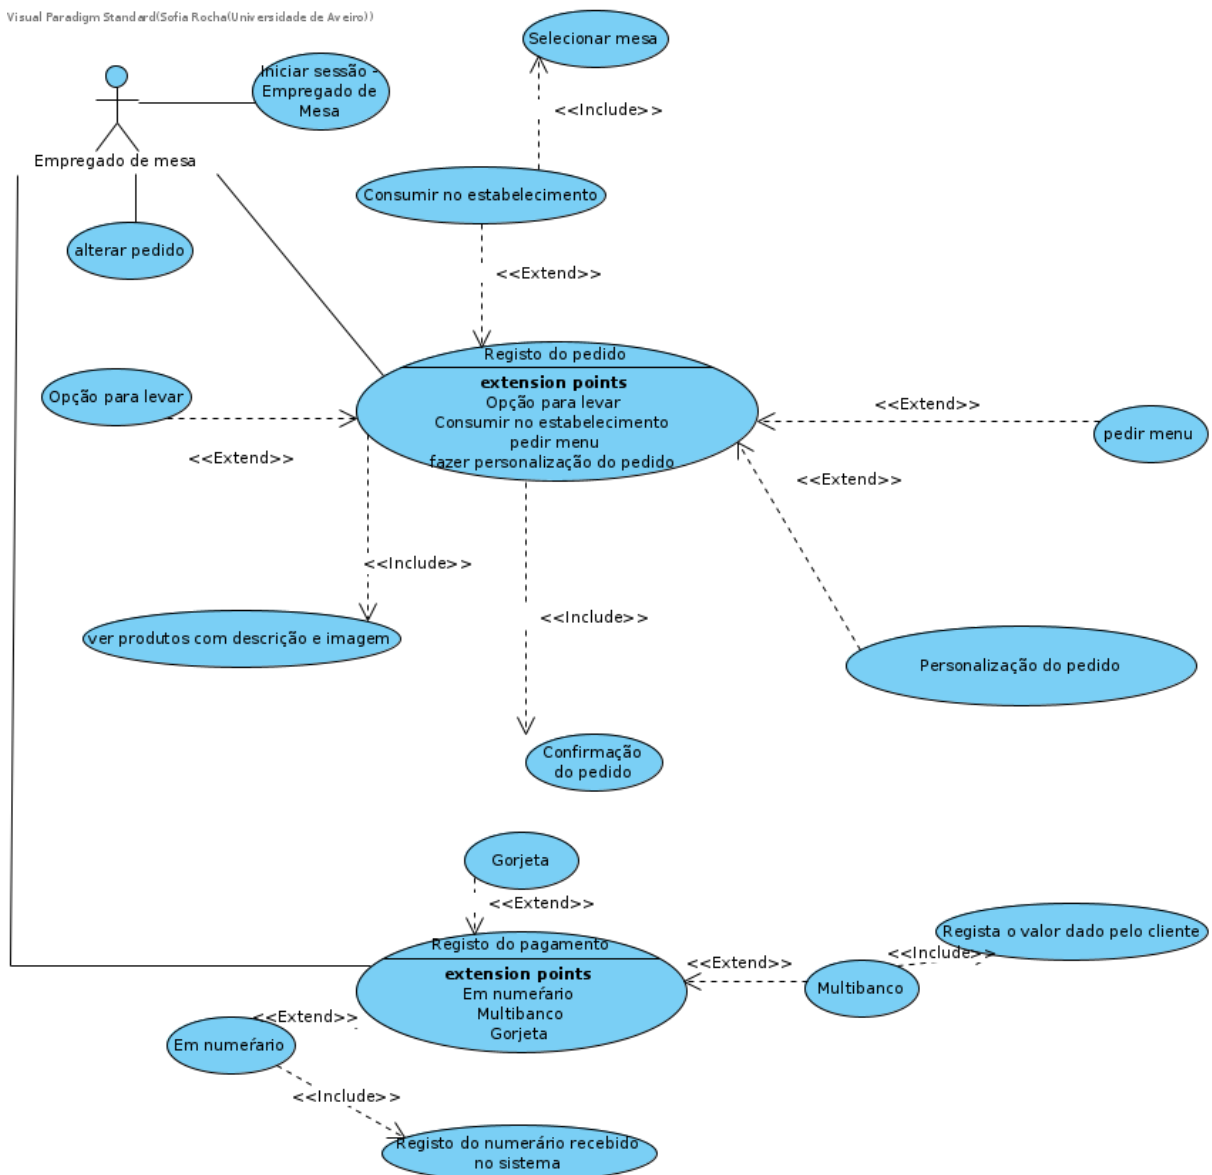 Visual Paradigm Standard(Sofia Rocha(Universidade de Aveiro))
Selecionar mesa
Iniciar sessão -
Empregado de
Mesa
<<Include>>
Empregado de mesa
Consumir no estabelecimento
alterar pedido
<<Extend>>
Registo do pedido
extension points
Opção para levar
Consumir no estabelecimento
pedir menu
fazer personalização do pedido
Opção para levar
<<Extend>>
<<Extend>>
pedir menu
<<Extend>>
<<Include>>
<<Include>>
ver produtos com descrição e imagem
Personalização do pedido
Confirmação
do pedido
Gorjeta
<<Extend>>
Registo do pagamento
extension points
Em numeŕario
Multibanco
Gorjeta
<<Extend>>
Multibanco
<<Include>>
Regista o valor dado pelo cliente
<<Extend>>
Em numeŕario
<<Include>>
Registo do numerário recebido
no sistema